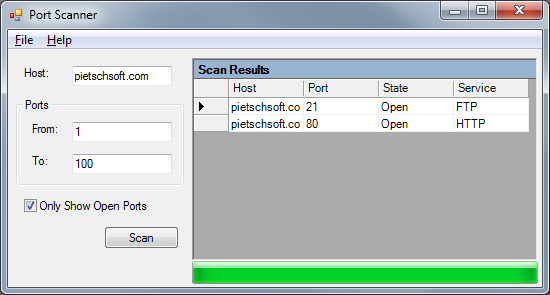 Port Scanner
File Help
Host: pietschsoft.com
Ports
From: 1
To: 100
Only Show Open Ports
Scan
Scan Results
Host Port State Service
pietschsoft.co 21 Open FTP
pietschsoft.co 80 Open HTTP